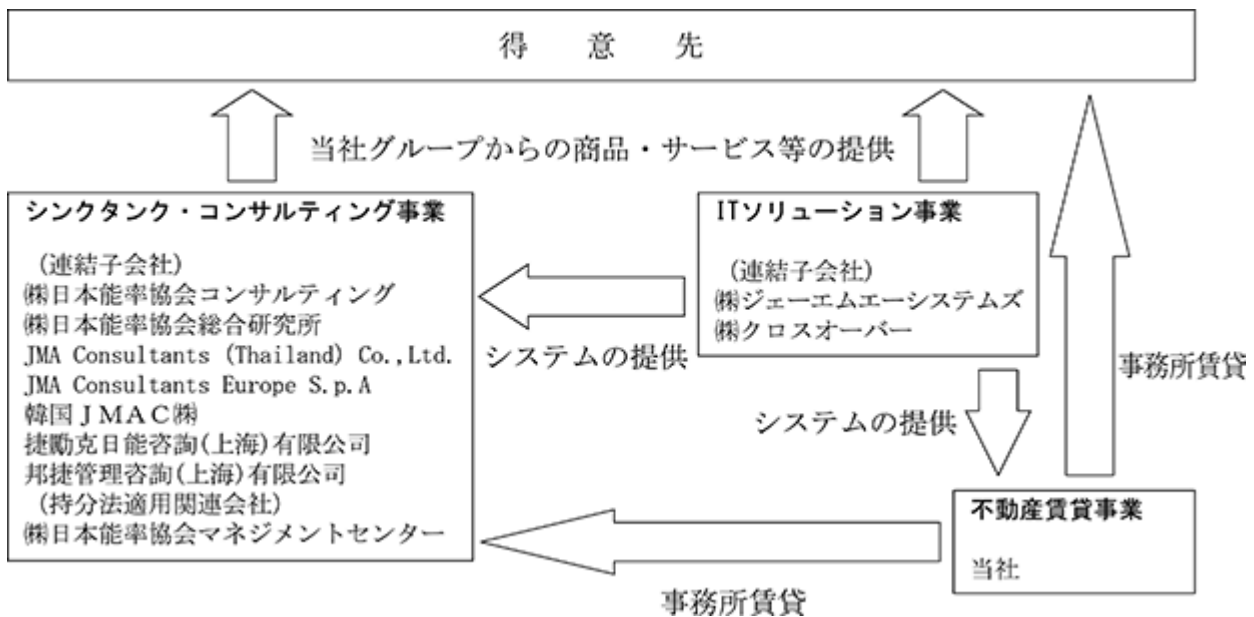 得意先
当社グループからの商品・サービス等の提供
シンクタンク・コンサルティング事業
(連結子会社)
㈱日本能率協会コンサルティング
㈱日本能率協会総合研究所
JMA Consultants (Thailand) Co.,Ltd.
JMA Consultants Europe S.p.A
韓国ＪＭＡＣ㈱
捷勵克日能咨詢(上海)有限公司
邦捷管理咨詢(上海)有限公司
(持分法適用関連会社)
㈱日本能率協会マネジメントセンター
システムの提供
ITソリューション事業
(連結子会社)
㈱ジェーエムエーシステムズ
㈱クロスオーバー
事務所賃貸
システムの提供
不動産賃貸事業
当社
事務所賃貸